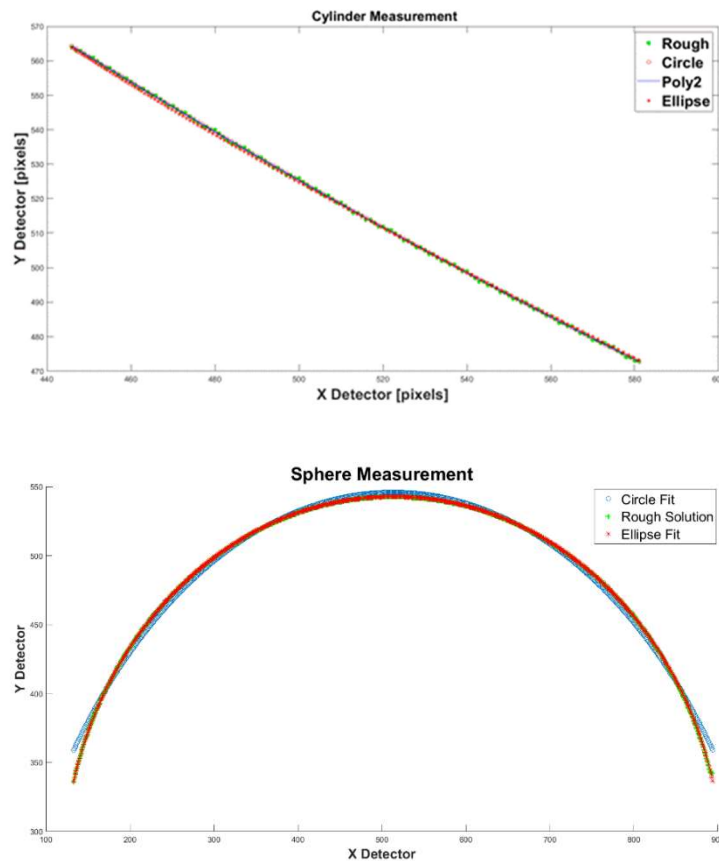 Cylinder Measurement
570
560
550
540
530
520
510
500
490
480
470
Y Detector [pixels]
Rough
Circle
Poly2
Ellipse
440 460 480 500 520 540 560 580 60
X Detector [pixels]
Sphere Measurement
550
500
450
400
350
300
Y Detector
Circle Fit
Rough Solution
Ellipse Fit
100 200 300 400 500 600 700 800 900
X Detector